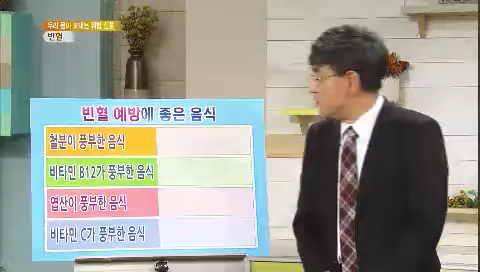 우리 몸이 보내는 위험 신호
빈혈
빈혈 예방에 좋은 음식
철분이 풍부한 음식
비타민 B12가 풍부한 음식
엽산이 풍부한 음식
비타민 C가 풍부한 음식